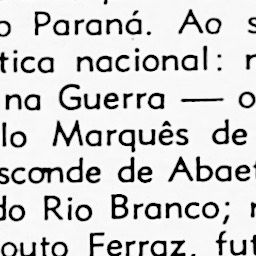 o Paraná. Ao s
tica nacional: n
na Guerra — o
lo Marquês de
sconde de Abaet
do Rio Branco; r
outo Ferraz, fut